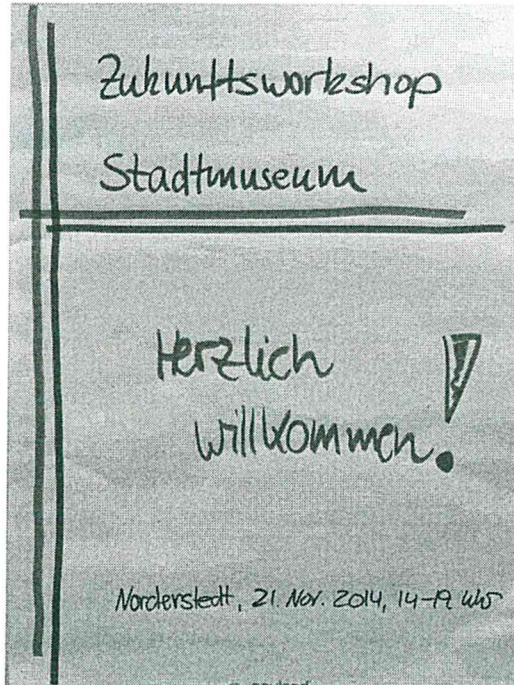 Zukunftsworkshop
Stadtmuseum
Herzlich
willkommen!
Norderstedt, 21. Nov. 2014, 14-19 Uhr